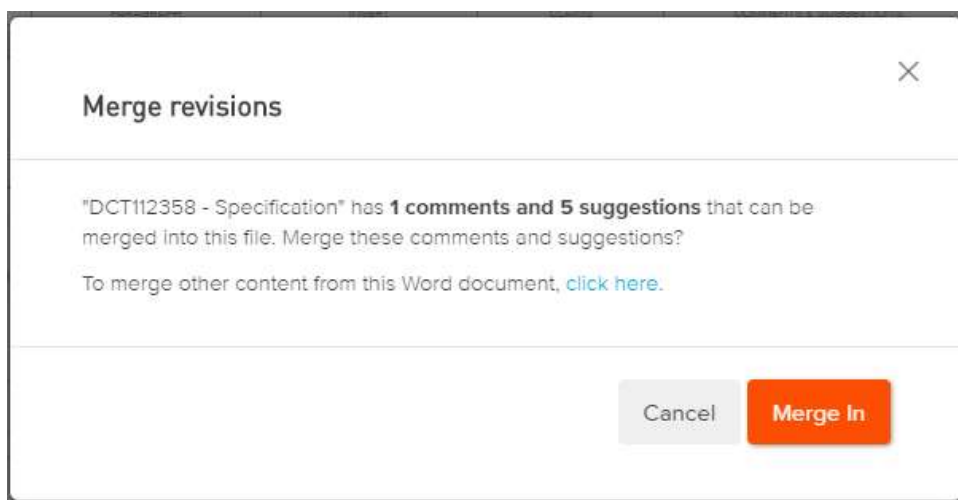 Merge revisions
"DCT112358 - Specification" has 1 comments and 5 suggestions that can be
merged into this file. Merge these comments and suggestions?
To merge other content from this Word document, click here.
Cancel
Merge In